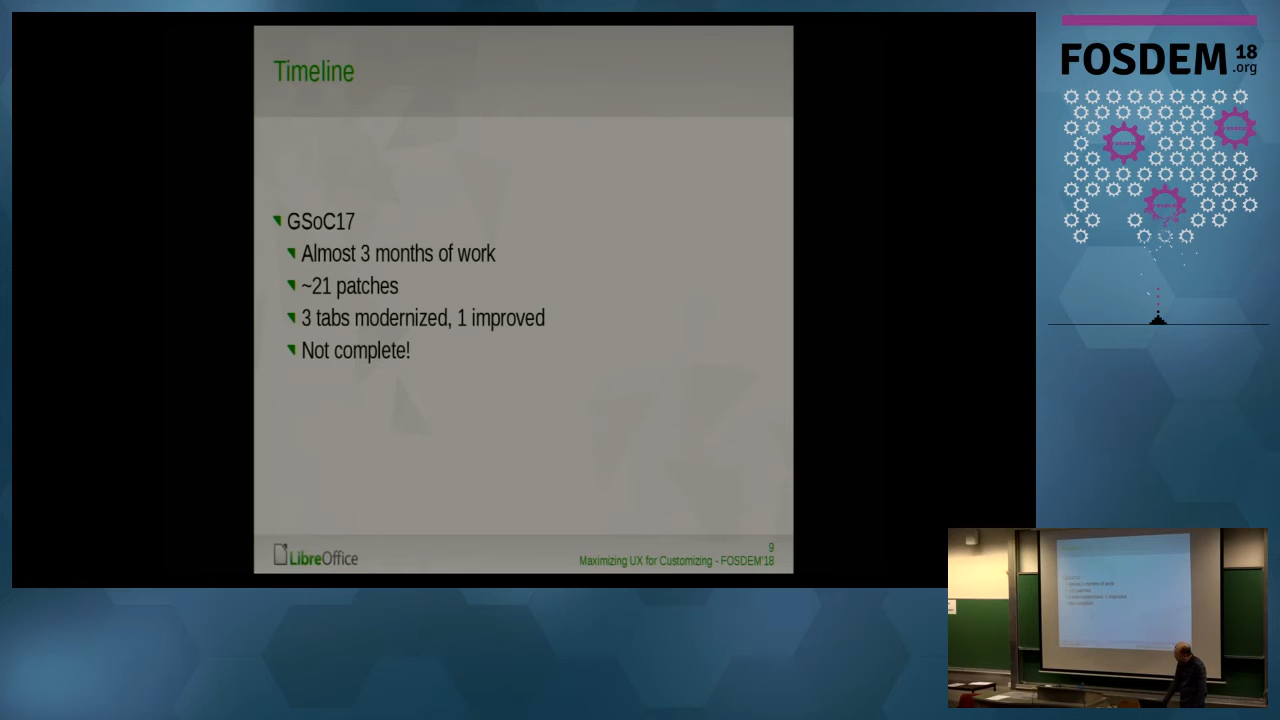 Timeline
GSoC17
Almost 3 months of work
~21 patches
3 tabs modernized, 1 improved
Not complete!
LibreOffice
9
Maximizing UX for Customizing - FOSDEM'18
FOSDEM 18
.org